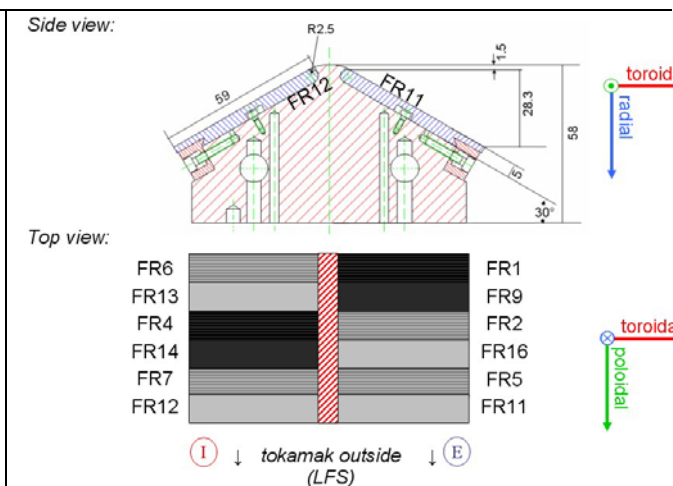 Side view:
R2.5
1.5
toroid
59
FR12
FR11
28.3
58
radial
5
30°
Top view:
FR6
FR1
FR13
FR9
FR4
FR2
toroida
FR14
FR16
poloidal
FR7
FR5
FR12
FR11
I ↓ tokamak outside ↓ E
(LFS)